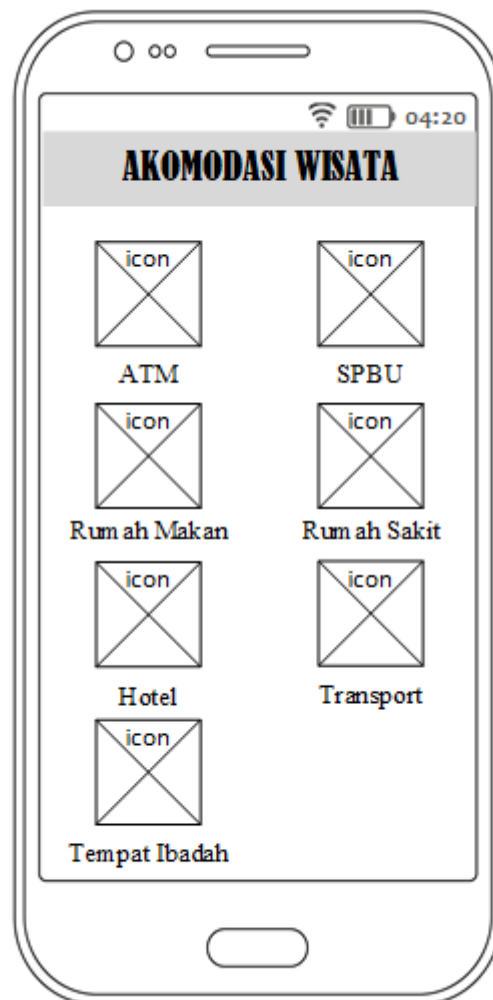 04:20
AKOMODASI WISATA
icon icon
ATM SPBU
icon icon
Rumah Makan Rumah Sakit
icon icon
Hotel Transport
icon
Tempat Ibadah